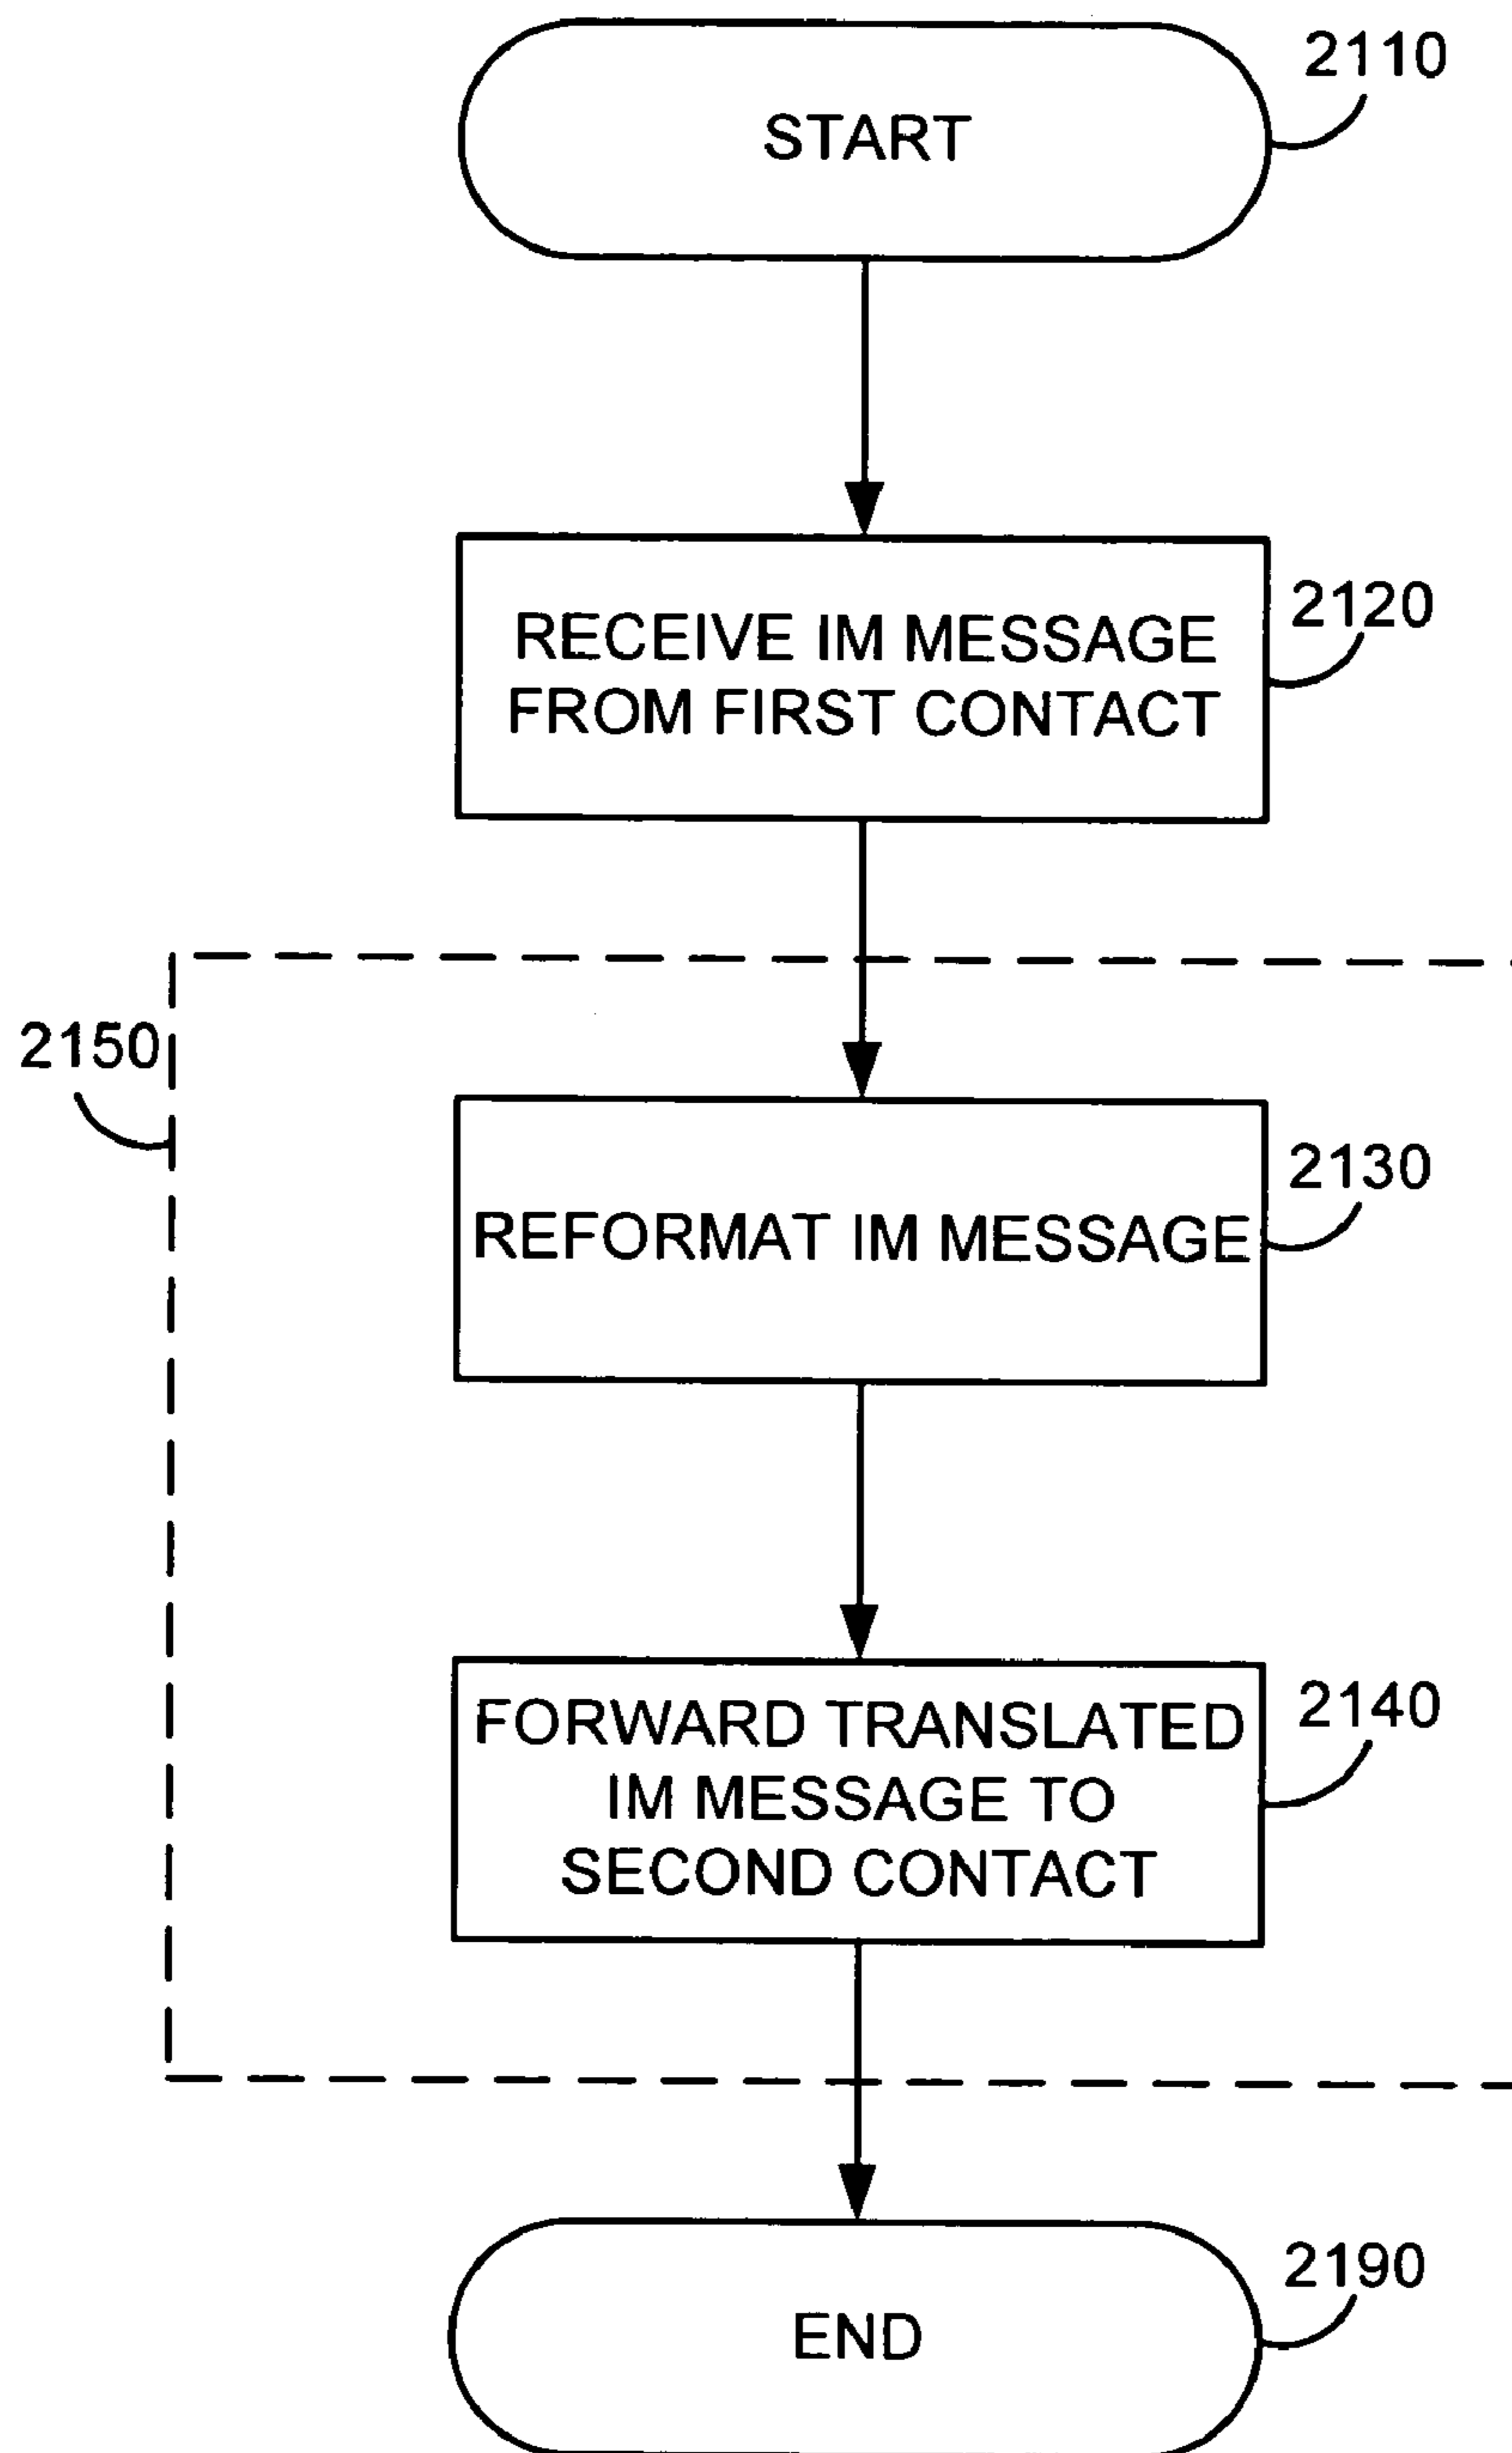 2110
START
2120
RECEIVE IM MESSAGE
FROM FIRST CONTACT
2150
2130
REFORMAT IM MESSAGE
2140
FORWARD TRANSLATED
IM MESSAGE TO
SECOND CONTACT
2190
END